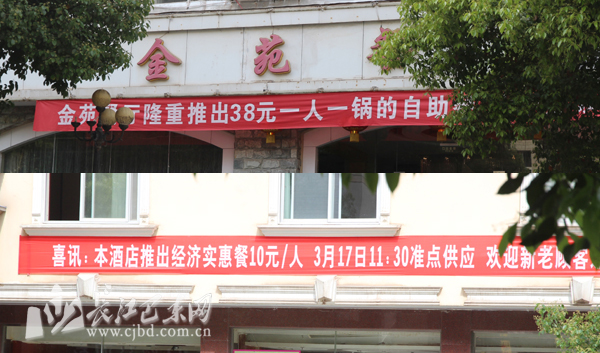 金苑
金苑餐厅隆重推出38元一人一锅的自助
喜讯：本酒店推出经济实惠餐10元/人 3月17日11：30准点供应 欢迎新老顾客
长江巴东网
www.cjbd.com.cn